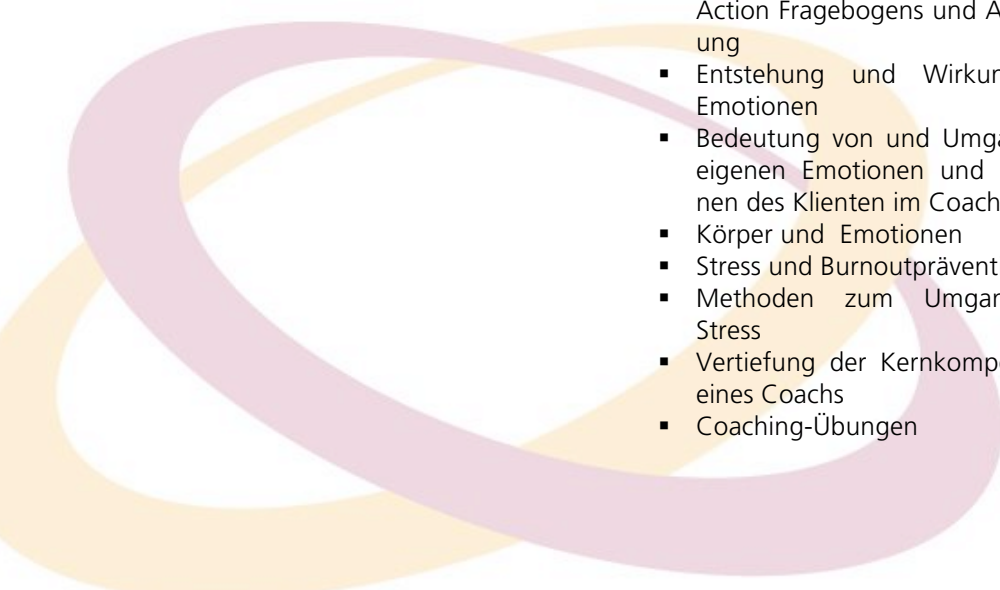 Action Fragebogens und A
ung
▪ Entstehung und Wirkun
Emotionen
▪ Bedeutung von und Umga
eigenen Emotionen und
nen des Klienten im Coach
▪ Körper und Emotionen
▪ Stress und Burnoutprävent
▪ Methoden zum Umgan
Stress
▪ Vertiefung der Kernkompe
eines Coachs
▪ Coaching-Übungen